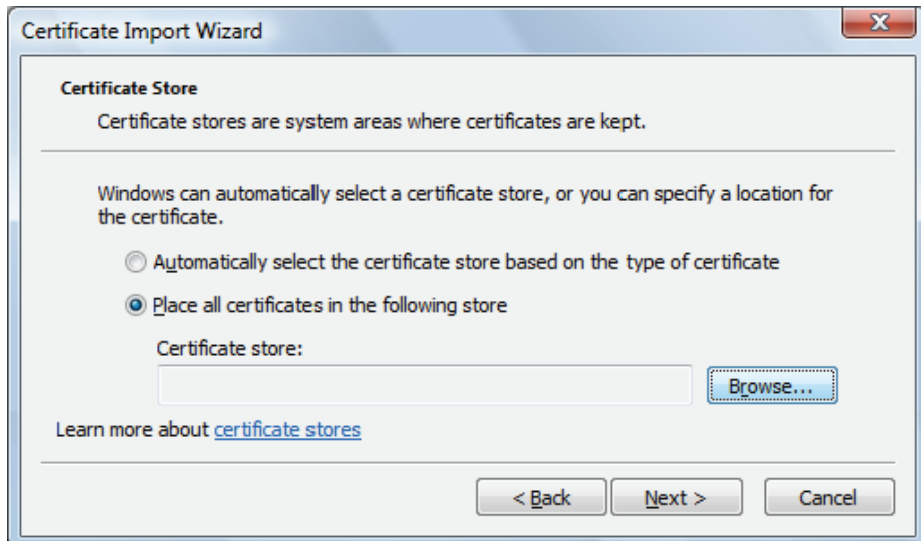 Certificate Import Wizard
Certificate Store
Certificate stores are system areas where certificates are kept.
Windows can automatically select a certificate store, or you can specify a location for
the certificate.
Automatically select the certificate store based on the type of certificate
Place all certificates in the following store
Certificate store:
Browse...
Learn more about certificate stores
< Back Next > Cancel